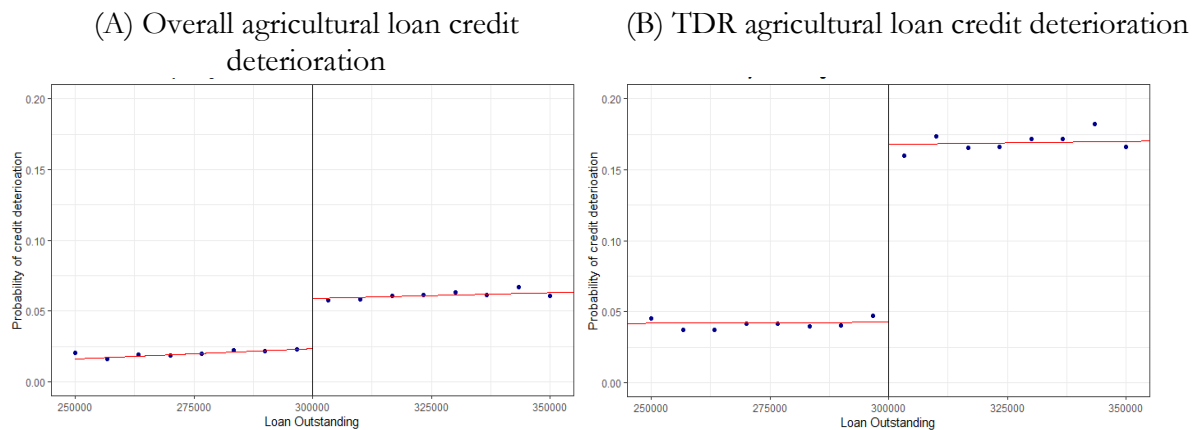 (A) Overall agricultural loan credit
deterioration
(B) TDR agricultural loan credit deterioration
Probability of credit deterioation
0.20
0.15
0.10
0.05
0.00
250000 275000 300000 325000 350000
Loan Outstanding
Probability of credit deterioation
0.20
0.15
0.10
0.05
0.00
250000 275000 300000 325000 350000
Loan Outstanding